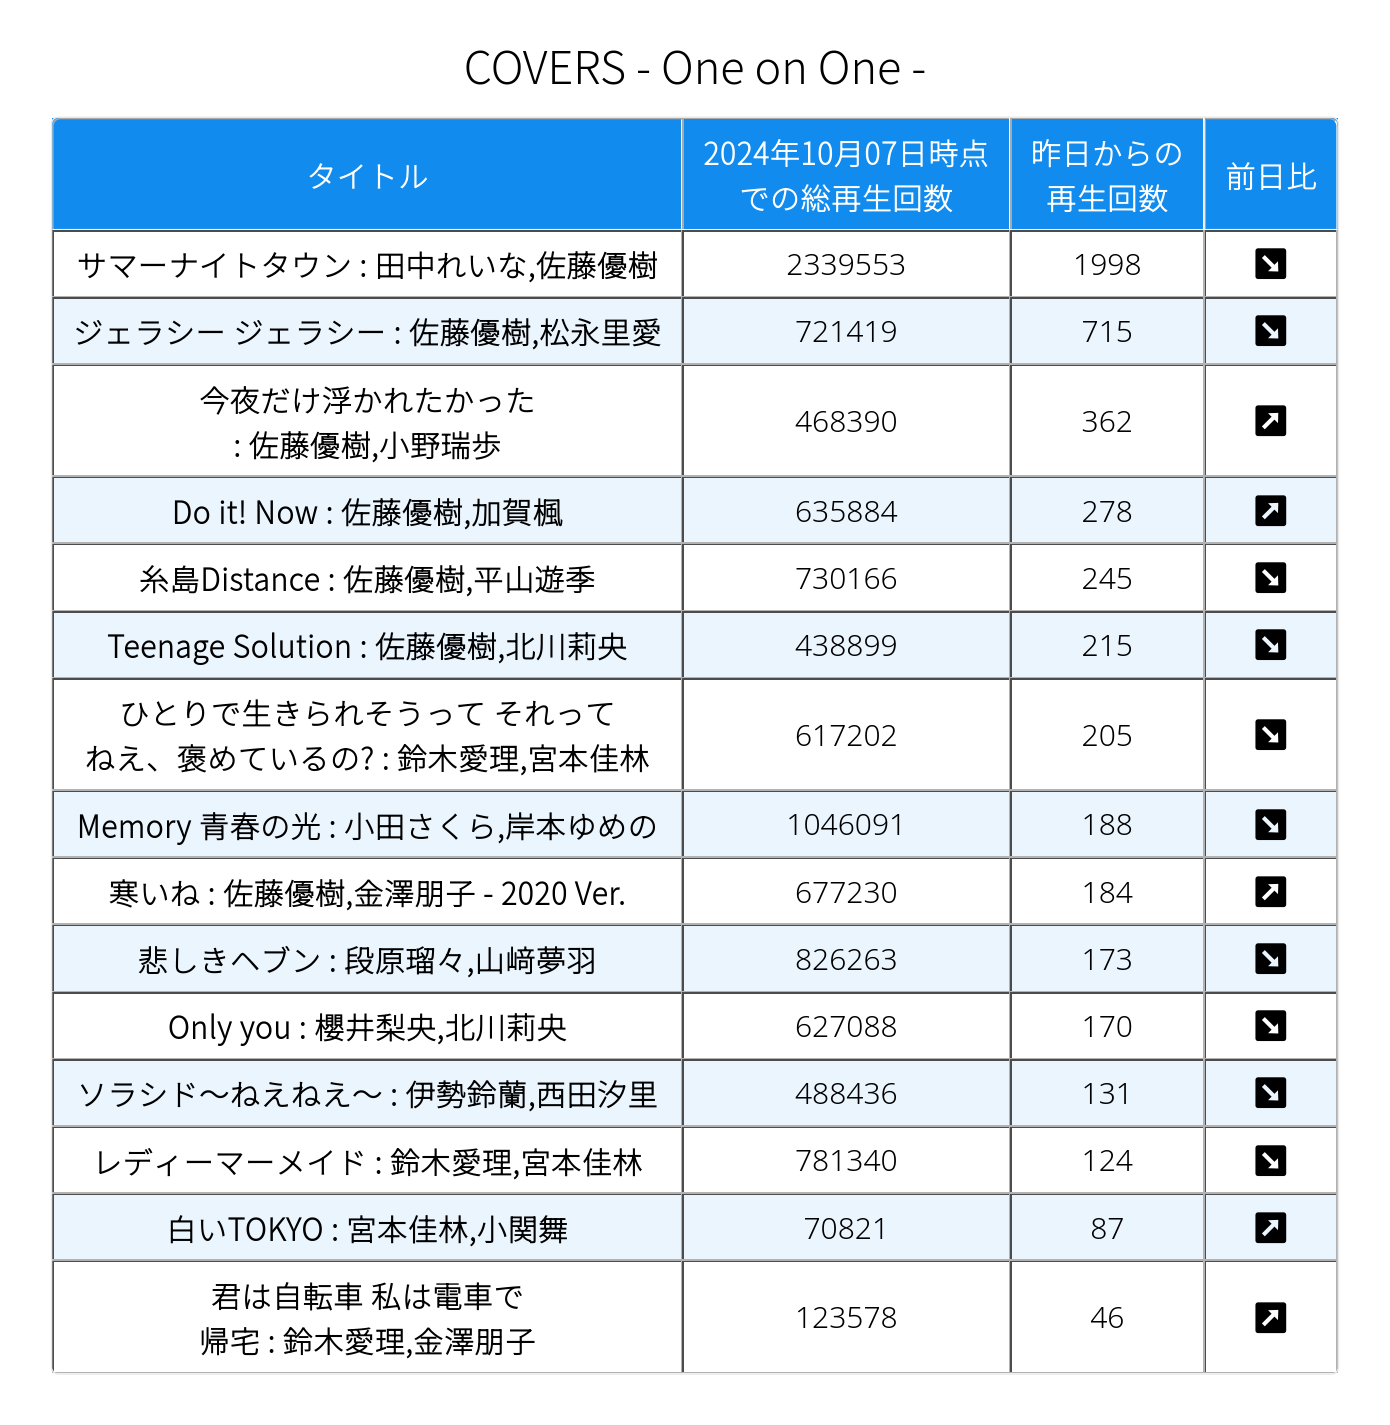 COVERS - One on One -
タイトル
2024年10月07日時点
での総再生回数
昨日からの
再生回数
前日比
サマーナイトタウン : 田中れいな,佐藤優樹 2339553 1998
ジェラシー ジェラシー : 佐藤優樹,松永里愛 721419 715
今夜だけ浮かれたかった
: 佐藤優樹,小野瑞歩 468390 362
Do it! Now : 佐藤優樹,加賀楓 635884 278
糸島Distance : 佐藤優樹,平山遊季 730166 245
Teenage Solution : 佐藤優樹,北川莉央 438899 215
ひとりで生きられそうって それって
ねえ、褒めているの? : 鈴木愛理,宮本佳林 617202 205
Memory 青春の光 : 小田さくら,岸本ゆめの 1046091 188
寒いね : 佐藤優樹,金澤朋子 - 2020 Ver. 677230 184
悲しきヘブン : 段原瑠々,山﨑夢羽 826263 173
Only you : 櫻井梨央,北川莉央 627088 170
ソラシド～ねえねえ～ : 伊勢鈴蘭,西田汐里 488436 131
レディーマーメイド : 鈴木愛理,宮本佳林 781340 124
白いTOKYO : 宮本佳林,小関舞 70821 87
君は自転車 私は電車で
帰宅 : 鈴木愛理,金澤朋子 123578 46